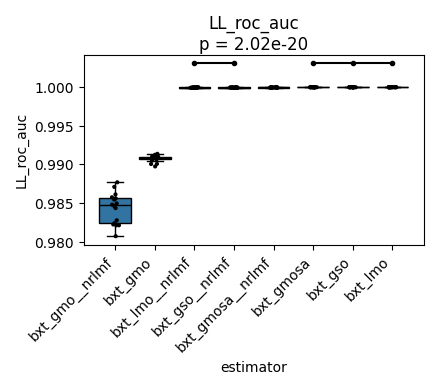 LL_roc_auc
p = 2.02e-20
LL_roc_auc
1.000
0.995
0.990
0.985
0.980
bxt_gmo__nrlmf
bxt_gmo
bxt_lmo__nrlmf
bxt_gso__nrlmf
bxt_gmosa__nrlmf
bxt_gmosa
bxt_gso
bxt_lmo
estimator